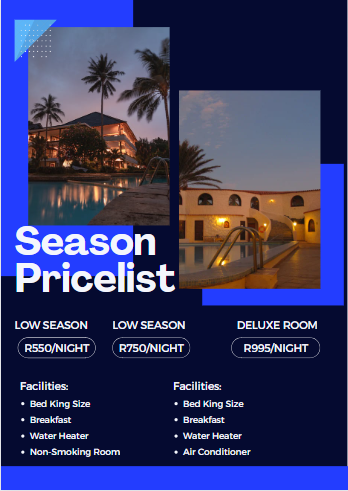 Season
Pricelist
LOW SEASON LOW SEASON DELUXE ROOM
R550/NIGHT R750/NIGHT R995/NIGHT
Facilities:
• Bed King Size
• Breakfast
• Water Heater
• Non-Smoking Room
Facilities:
• Bed King Size
• Breakfast
• Water Heater
• Air Conditioner